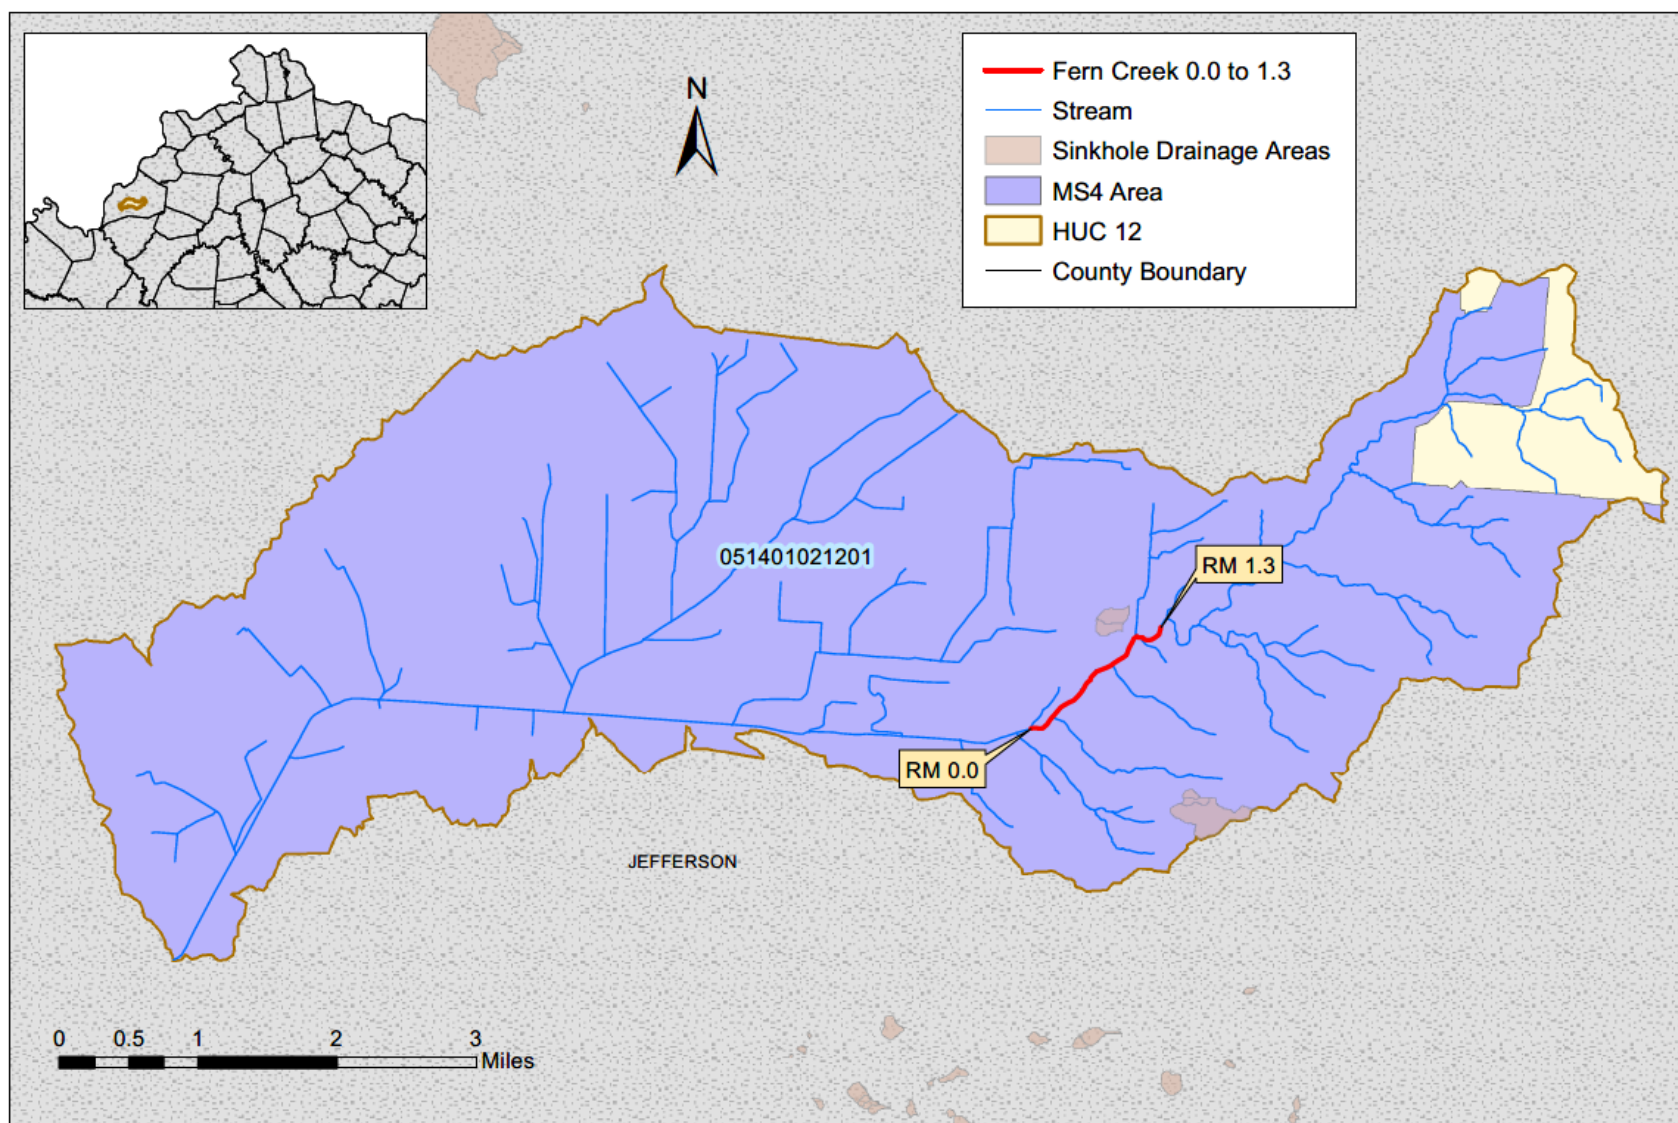 N
Fern Creek 0.0 to 1.3
Stream
Sinkhole Drainage Areas
MS4 Area
HUC 12
County Boundary
051401021201
RM 1.3
RM 0.0
JEFFERSON
0 0.5 1 2 3
Miles